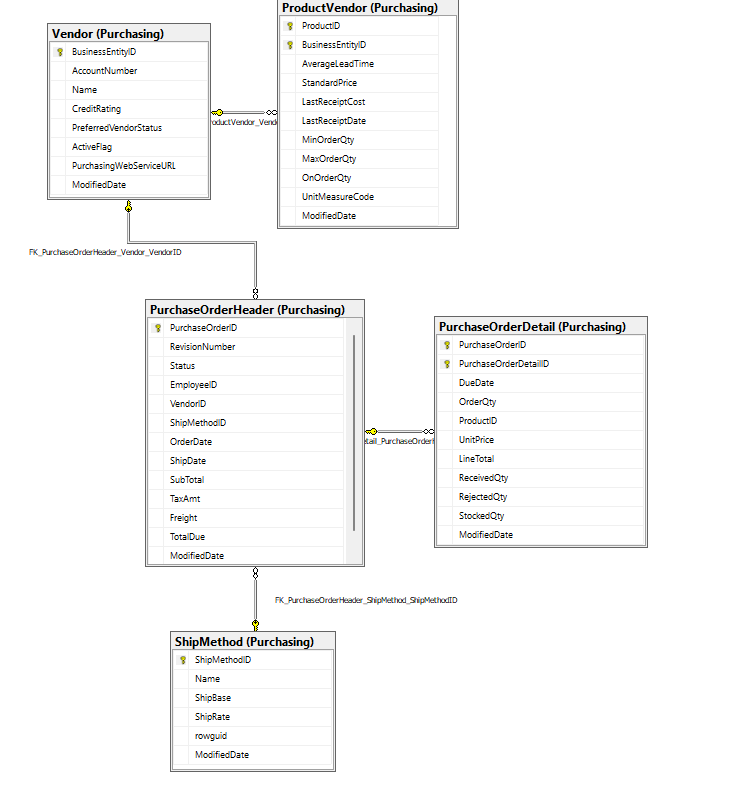 Vendor (Purchasing)
BusinessEntityID
AccountNumber
Name
CreditRating
PreferredVendorStatus
ActiveFlag
PurchasingWebServiceURL
ModifiedDate
ProductVendor (Purchasing)
ProductID
BusinessEntityID
AverageLeadTime
StandardPrice
LastReceiptCost
LastReceiptDate
MinOrderQty
MaxOrderQty
OnOrderQty
UnitMeasureCode
ModifiedDate
roductVendor_Vend
FK_PurchaseOrderHeader_Vendor_VendorID
PurchaseOrderHeader (Purchasing)
PurchaseOrderID
RevisionNumber
Status
EmployeeID
VendorID
ShipMethodID
OrderDate
ShipDate
SubTotal
TaxAmt
Freight
TotalDue
ModifiedDate
PurchaseOrderDetail (Purchasing)
PurchaseOrderID
PurchaseOrderDetailID
DueDate
OrderQty
ProductID
UnitPrice
LineTotal
ReceivedQty
RejectedQty
StockedQty
ModifiedDate
etail_PurchaseOrder
FK_PurchaseOrderHeader_ShipMethod_ShipMethodID
ShipMethod (Purchasing)
ShipMethodID
Name
ShipBase
ShipRate
rowguid
ModifiedDate